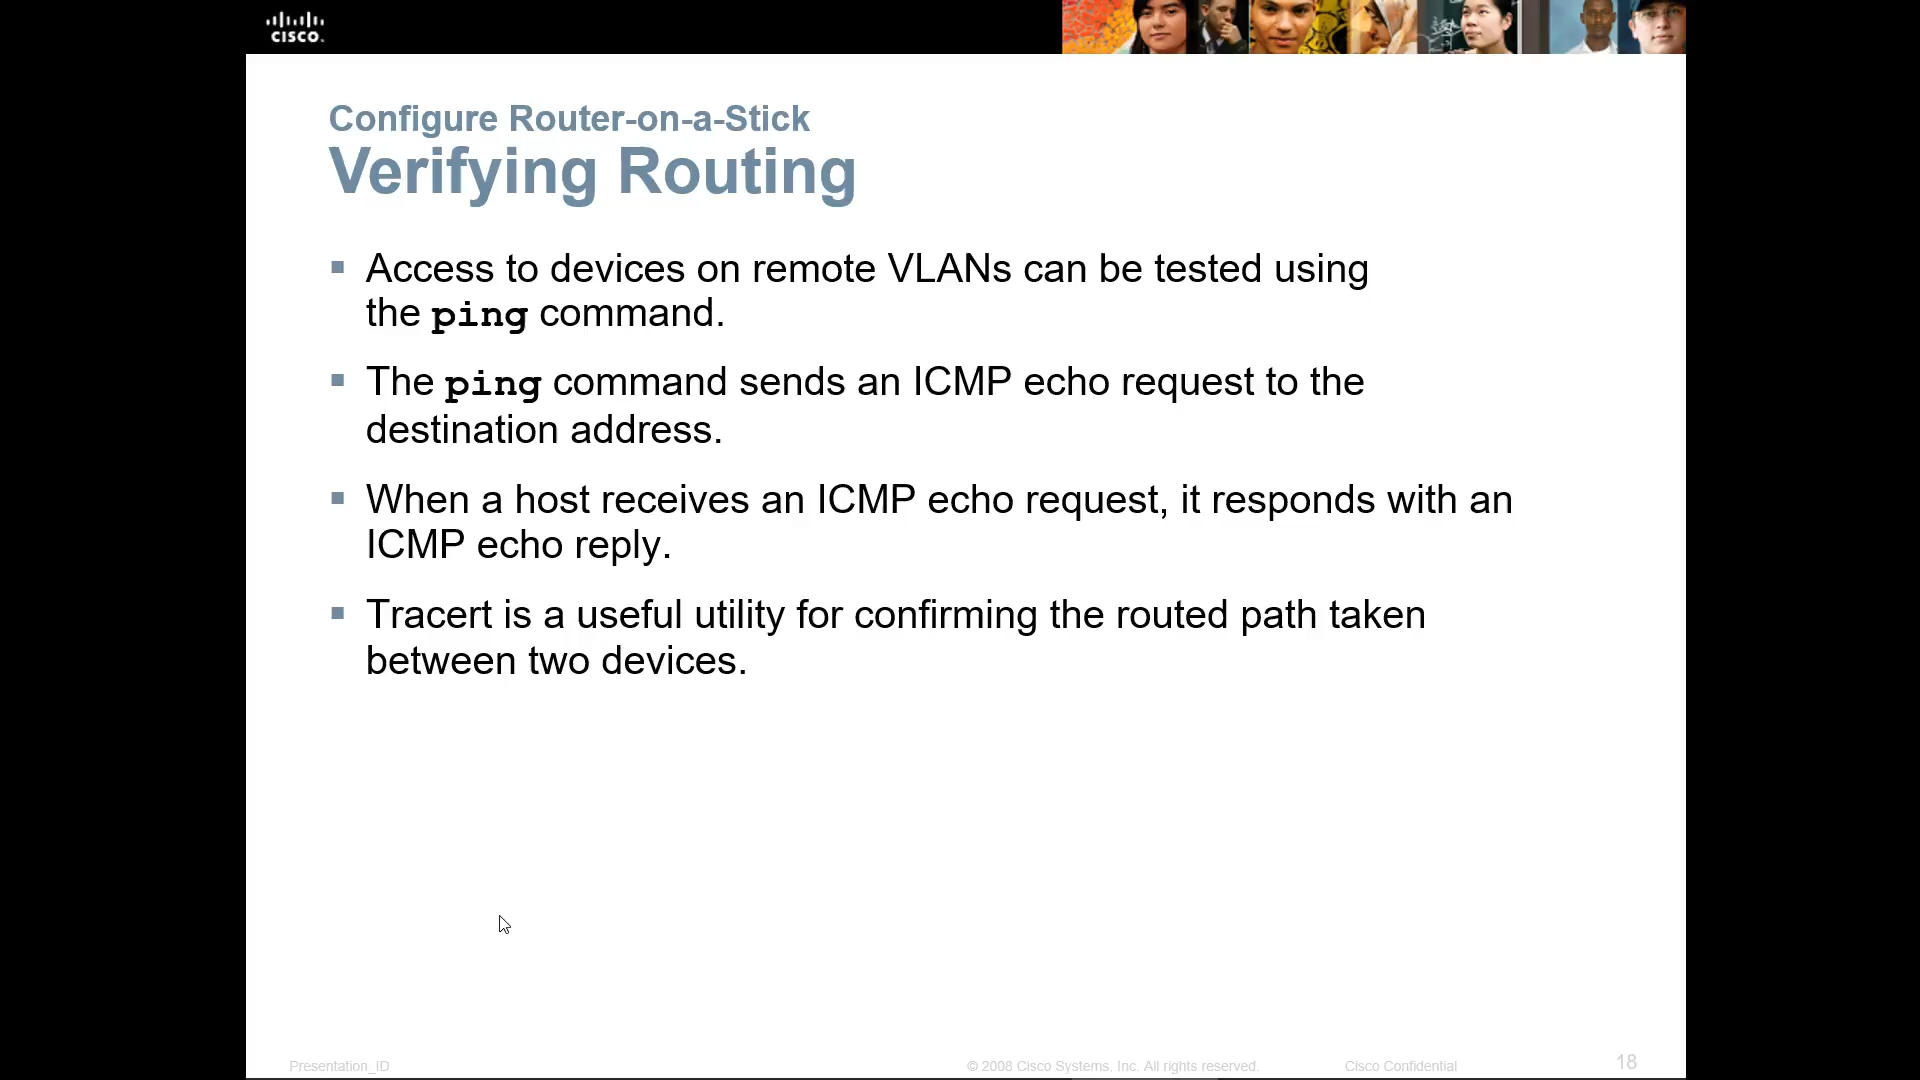 CISCO.
Configure Router-on-a-Stick
Verifying Routing
Access to devices on remote VLANs can be tested using
the ping command.
The ping command sends an ICMP echo request to the
destination address.
When a host receives an ICMP echo request, it responds with an
ICMP echo reply.
Tracert is a useful utility for confirming the routed path taken
between two devices.
Presentation_ID
© 2008 Cisco Systems, Inc. All rights reserved.
Cisco Confidential
18